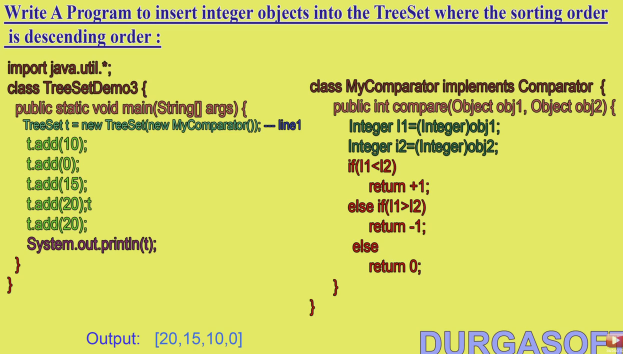 Write A Program to insert integer objects into the TreeSet where the sorting order
is descending order :
import java.util.*;
class TreeSetDemo3 {
public static void main(String[] args) {
TreeSet t = new TreeSet(new MyComparator()); --- line1
t.add(10);
t.add(0);
t.add(15);
t.add(20);t
t.add(20);
System.out.println(t);
}
}
class MyComparator implements Comparator {
public int compare(Object obj1, Object obj2) {
Integer I1=(Integer)obj1;
Integer i2=(Integer)obj2;
if(I1<I2)
return +1;
else if(I1>I2)
return -1;
else
return 0;
}
}
Output: [20,15,10,0]
DURGASOFT